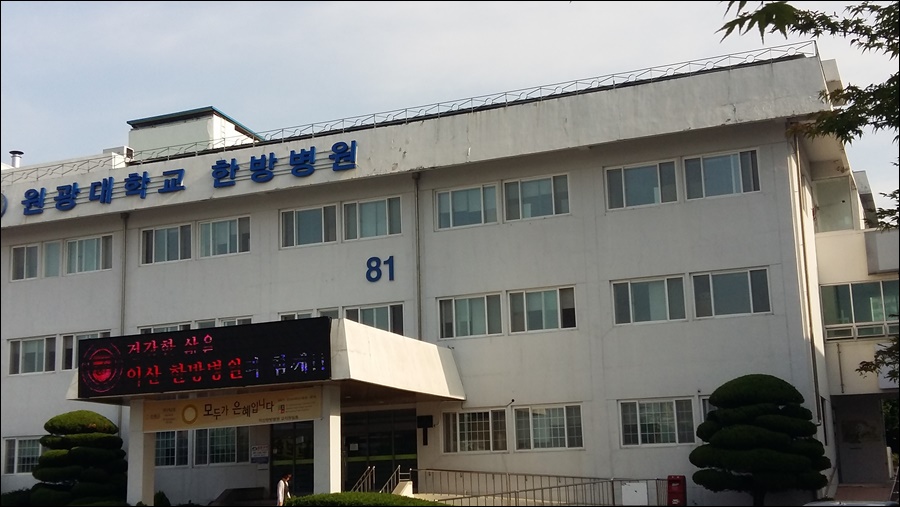 원광대학교 한방병원
81
건강한 삶은
익산 한방병원과 함께!!
모두가 은혜입니다